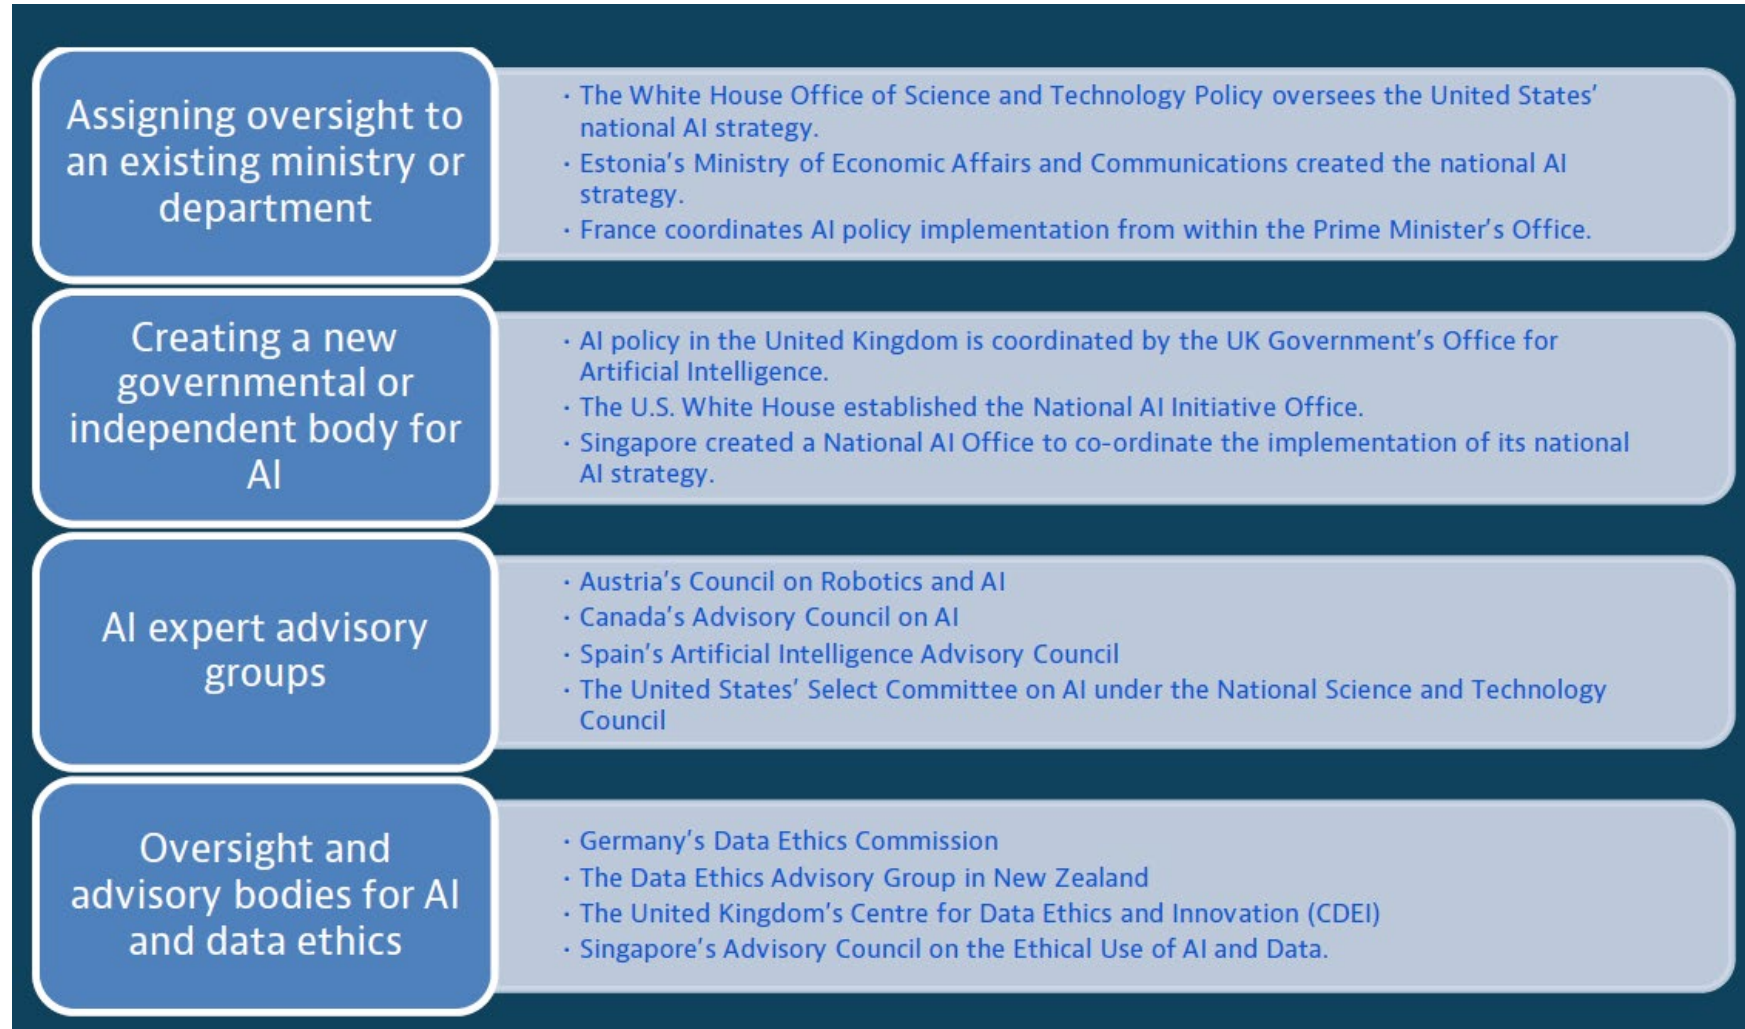 Assigning oversight to
an existing ministry or
department
· The White House Office of Science and Technology Policy oversees the United States'
national AI strategy.
· Estonia's Ministry of Economic Affairs and Communications created the national AI
strategy.
· France coordinates AI policy implementation from within the Prime Minister's Office.
Creating a new
governmental or
independent body for
AI
· AI policy in the United Kingdom is coordinated by the UK Government's Office for
Artificial Intelligence.
· The U.S. White House established the National AI Initiative Office.
· Singapore created a National AI Office to co-ordinate the implementation of its national
AI strategy.
AI expert advisory
groups
· Austria's Council on Robotics and AI
· Canada's Advisory Council on AI
· Spain's Artificial Intelligence Advisory Council
· The United States' Select Committee on AI under the National Science and Technology
Council
Oversight and
advisory bodies for AI
and data ethics
· Germany's Data Ethics Commission
· The Data Ethics Advisory Group in New Zealand
· The United Kingdom's Centre for Data Ethics and Innovation (CDEI)
· Singapore's Advisory Council on the Ethical Use of AI and Data.